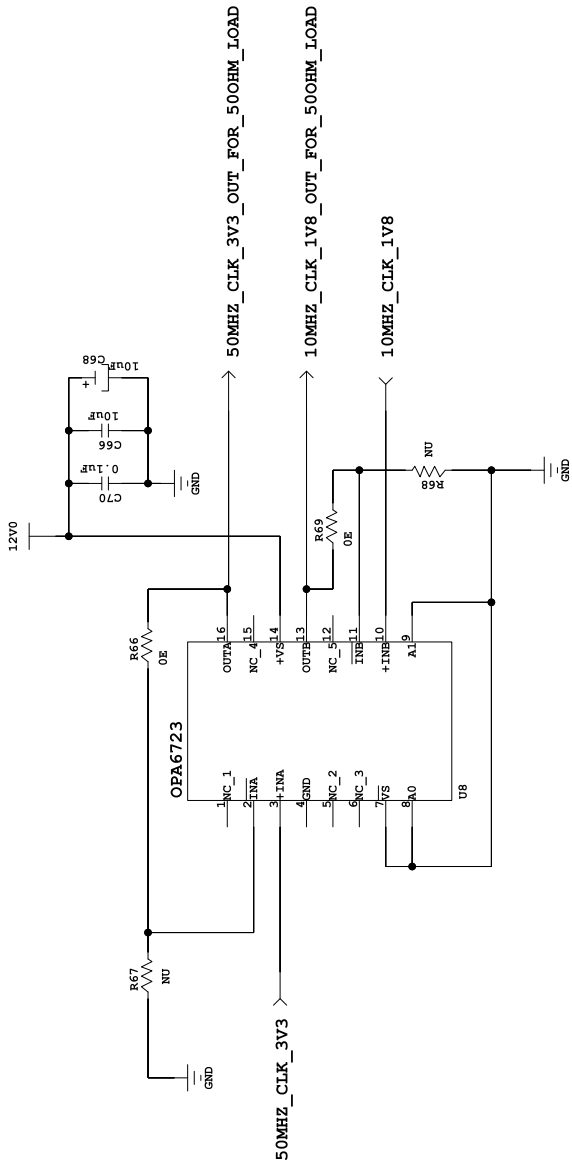 50MHZ_CLK_3V3_OUT_FOR_50OHM_LOAD
10MHZ_CLK_1V8_OUT_FOR_50OHM_LOAD
10MHZ_CLK_1V8
12V0
C68
10uF
+
C66
10uF
C70
0.1uF
GND
R69
0E
R68
NU
GND
R66
0E
OPA6723
U8
16
OUTA
15
NC_4
14
+VS
13
OUTB
12
NC_5
11
INB
10
+INB
9
A1
1
NC_1
2
INA
3
+INA
4
GND
5
NC_2
6
NC_3
7
VS
8
A0
R67
NU
GND
50MHZ_CLK_3V3